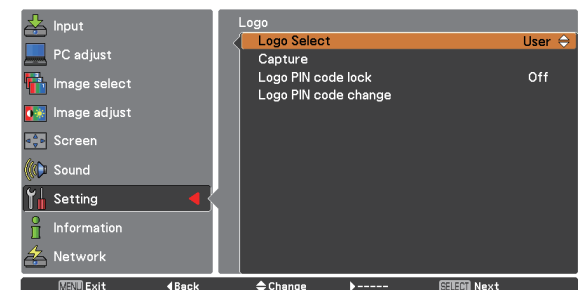 Input
PC adjust
Image select
Image adjust
Screen
Sound
Setting
Information
Network
Logo
Logo Select User
Capture
Logo PIN code lock Off
Logo PIN code change
MENU Exit Back Change ----- SELECT Next